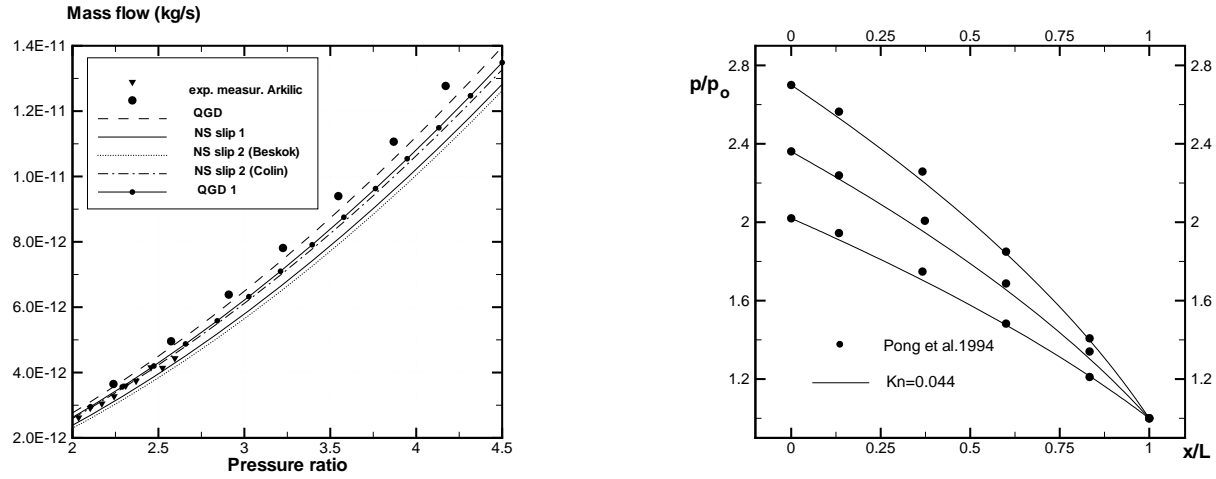 Mass flow (kg/s)
1.4E-11
1.2E-11
1.0E-11
8.0E-12
6.0E-12
4.0E-12
2.0E-12
exp. measur. Arkilic
QGD
NS slip 1
NS slip 2 (Beskok)
NS slip 2 (Colin)
QGD 1
2 2.5 3 3.5 4 4.5
Pressure ratio
0 0.25 0.5 0.75 1
p/po
2.8 2.8
2.4 2.4
2 2
1.6 1.6
1.2 1.2
Pong et al.1994
Kn=0.044
0 0.25 0.5 0.75 1
x/L